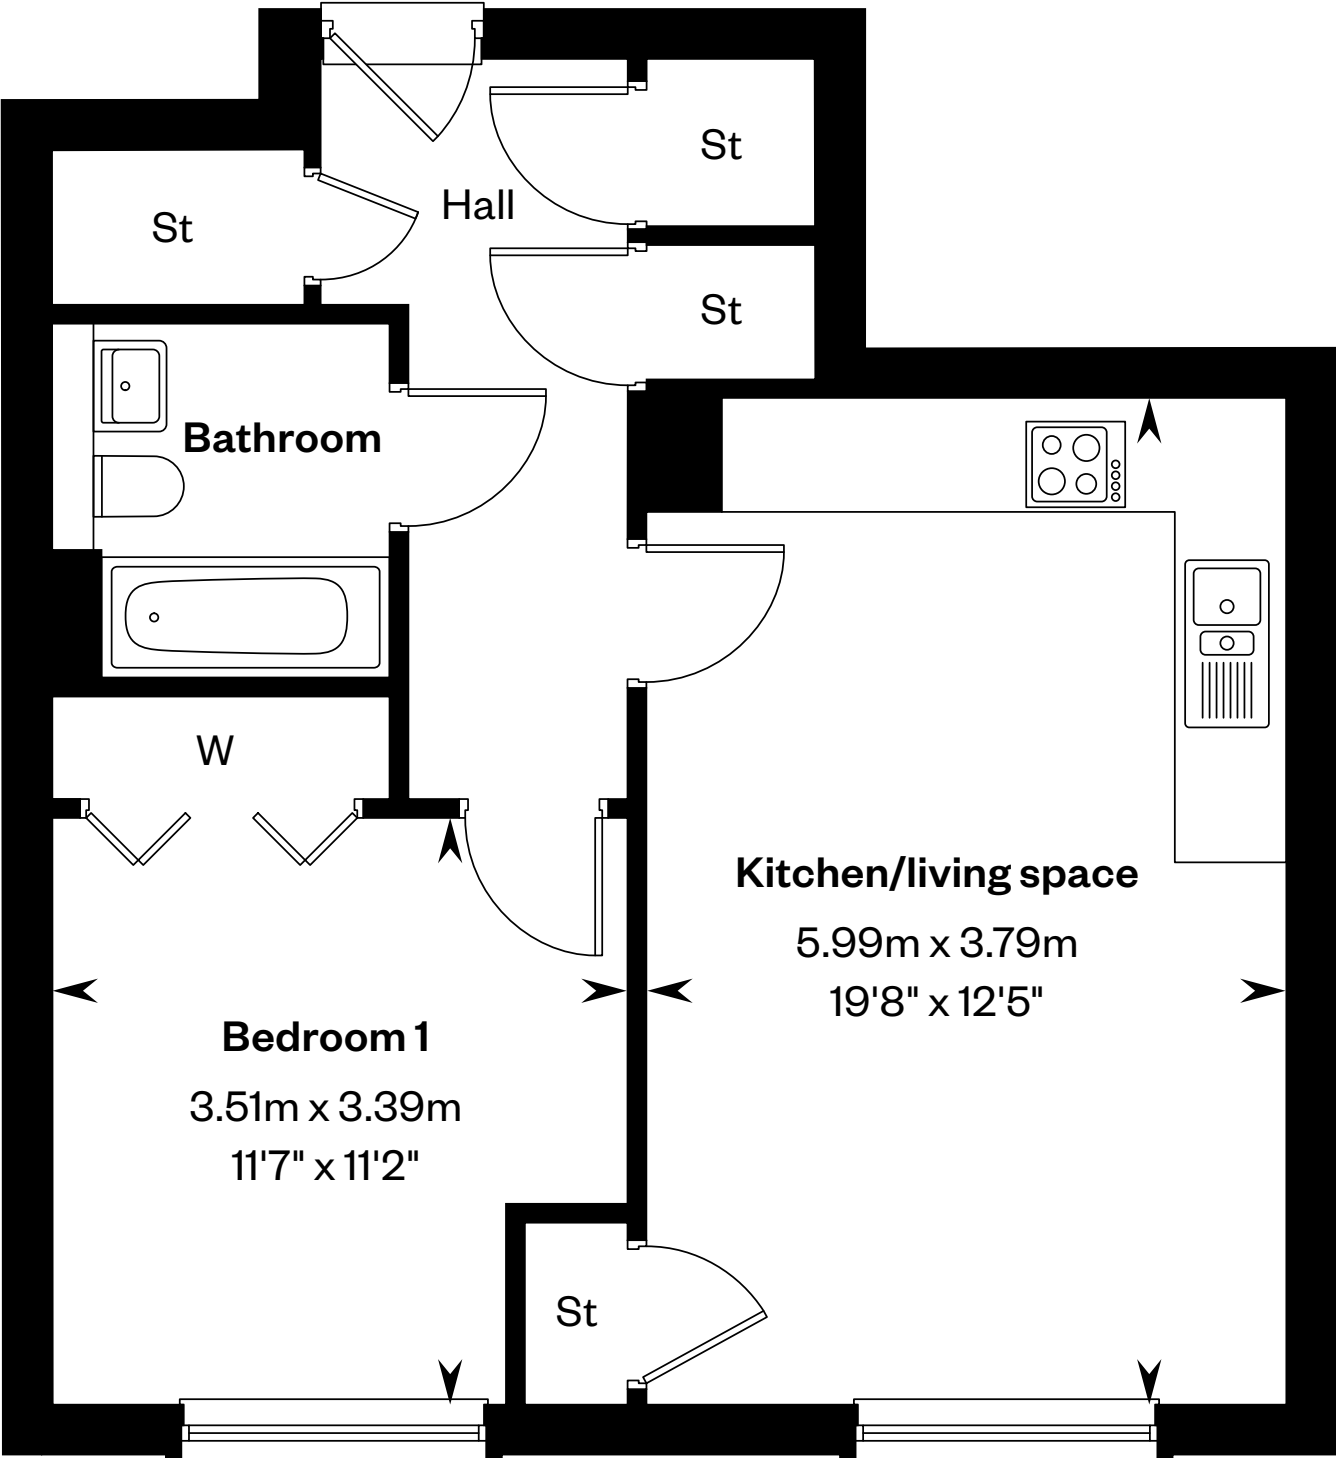 St
Hall
St
St
Bathroom
W
Kitchen/living space
5.99m x 3.79m
19'8" x 12'5"
Bedroom 1
3.51m x 3.39m
11'7" x 11'2"
St